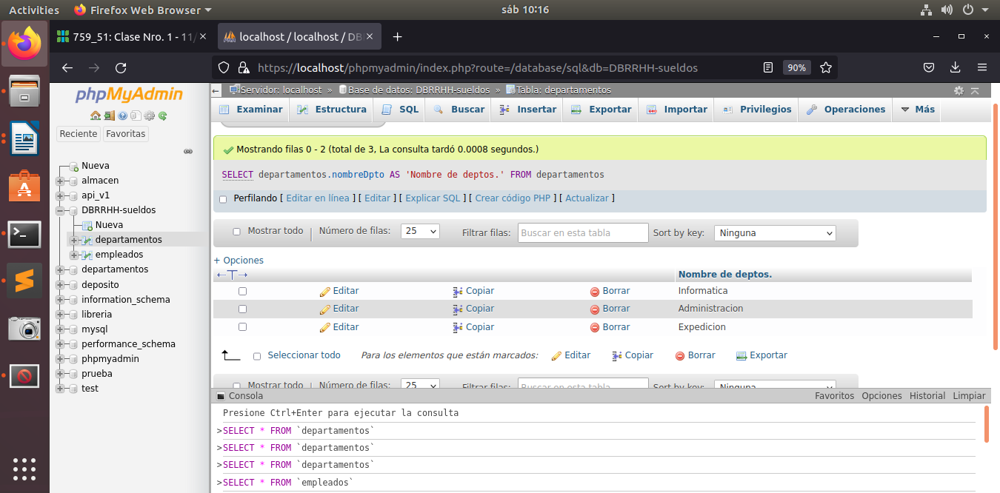 Activities Firefox Web Browser sáb 10:16
759_51: Clase Nro. 1 - 11/ localhost / localhost / DB
https://localhost/phpmyadmin/index.php?route=/database/sql&db=DBRRHH-sueldos 90%
phpMyAdmin
Reciente Favoritas
Nueva
almacen
api_v1
DBRRHH-sueldos
Nueva
departamentos
empleados
departamentos
deposito
information_schema
libreria
mysql
performance_schema
phpmyadmin
prueba
test
Servidor: localhost » Base de datos: DBRRHH-sueldos » Tabla: departamentos
Examinar Estructura SQL Buscar Insertar Exportar Importar Privilegios Operaciones Más
Mostrando filas 0 - 2 (total de 3, La consulta tardó 0.0008 segundos.)
SELECT departamentos.nombreDpto AS 'Nombre de deptos.' FROM departamentos
Perfilando [ Editar en línea ] [ Editar ] [ Explicar SQL ] [ Crear código PHP ] [ Actualizar ]
Mostrar todo Número de filas: 25 Filtrar filas: Buscar en esta tabla Sort by key: Ninguna
+ Opciones
←T→ Nombre de deptos.
Editar Copiar Borrar Informatica
Editar Copiar Borrar Administracion
Editar Copiar Borrar Expedicion
Seleccionar todo Para los elementos que están marcados: Editar Copiar Borrar Exportar
Mostrar todo Número de filas: 25 Filtrar filas: Buscar en esta tabla Sort by key: Ninguna
Consola Favoritos Opciones Historial Limpiar
Presione Ctrl+Enter para ejecutar la consulta
>SELECT * FROM `departamentos`
>SELECT * FROM `departamentos`
>SELECT * FROM `departamentos`
>SELECT * FROM `empleados`